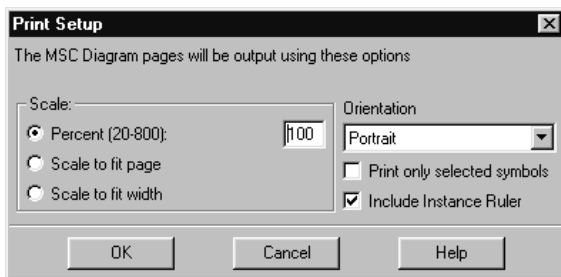 Print Setup
The MSC Diagram pages will be output using these options
Scale:
Percent (20-800): 100
Scale to fit page
Scale to fit width
Orientation
Portrait
Print only selected symbols
Include Instance Ruler
OK Cancel Help